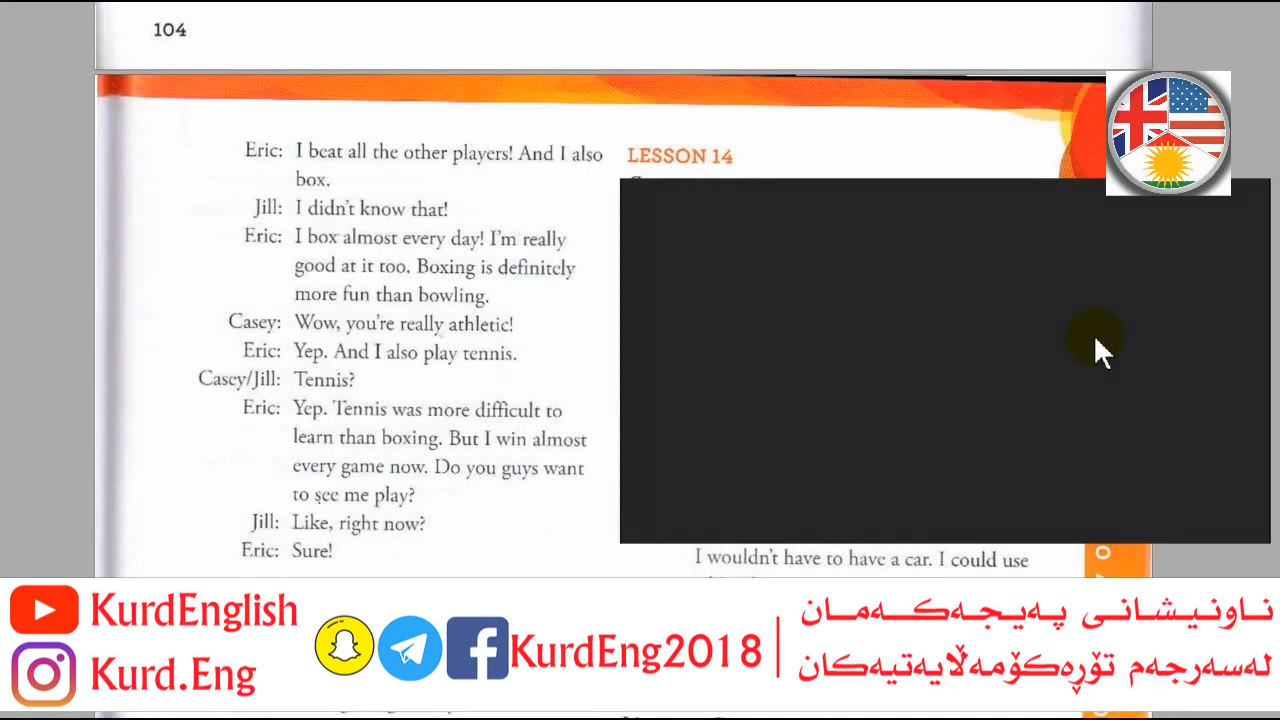 104
Eric: I beat all the other players! And I also
box.
Jill: I didn't know that!
Eric: I box almost every day! I'm really
good at it too. Boxing is definitely
more fun than bowling.
Casey: Wow, you're really athletic!
Eric: Yep. And I also play tennis.
Casey/Jill: Tennis?
Eric: Yep. Tennis was more difficult to
learn than boxing. But I win almost
every game now. Do you guys want
to see me play?
Jill: Like, right now?
Eric: Sure!
LESSON 14
I wouldn't have to have a car. I could use
KurdEnglish
Kurd.Eng
KurdEng2018
ناونیشانی پەیجەکەمان
لەسەرجەم تۆڕەکۆمەڵایەتیەکان